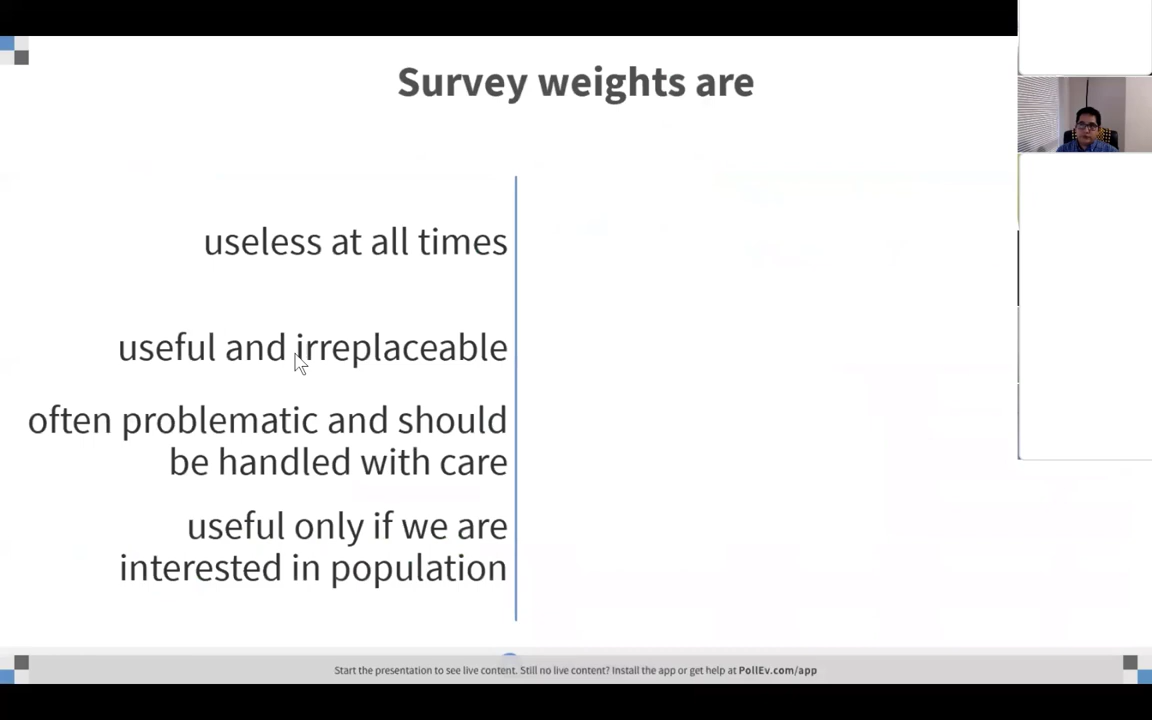 Survey weights are
useless at all times
useful and irreplaceable
often problematic and should
be handled with care
useful only if we are
interested in population
Start the presentation to see live content. Still no live content? Install the app or get help at PollEv.com/app